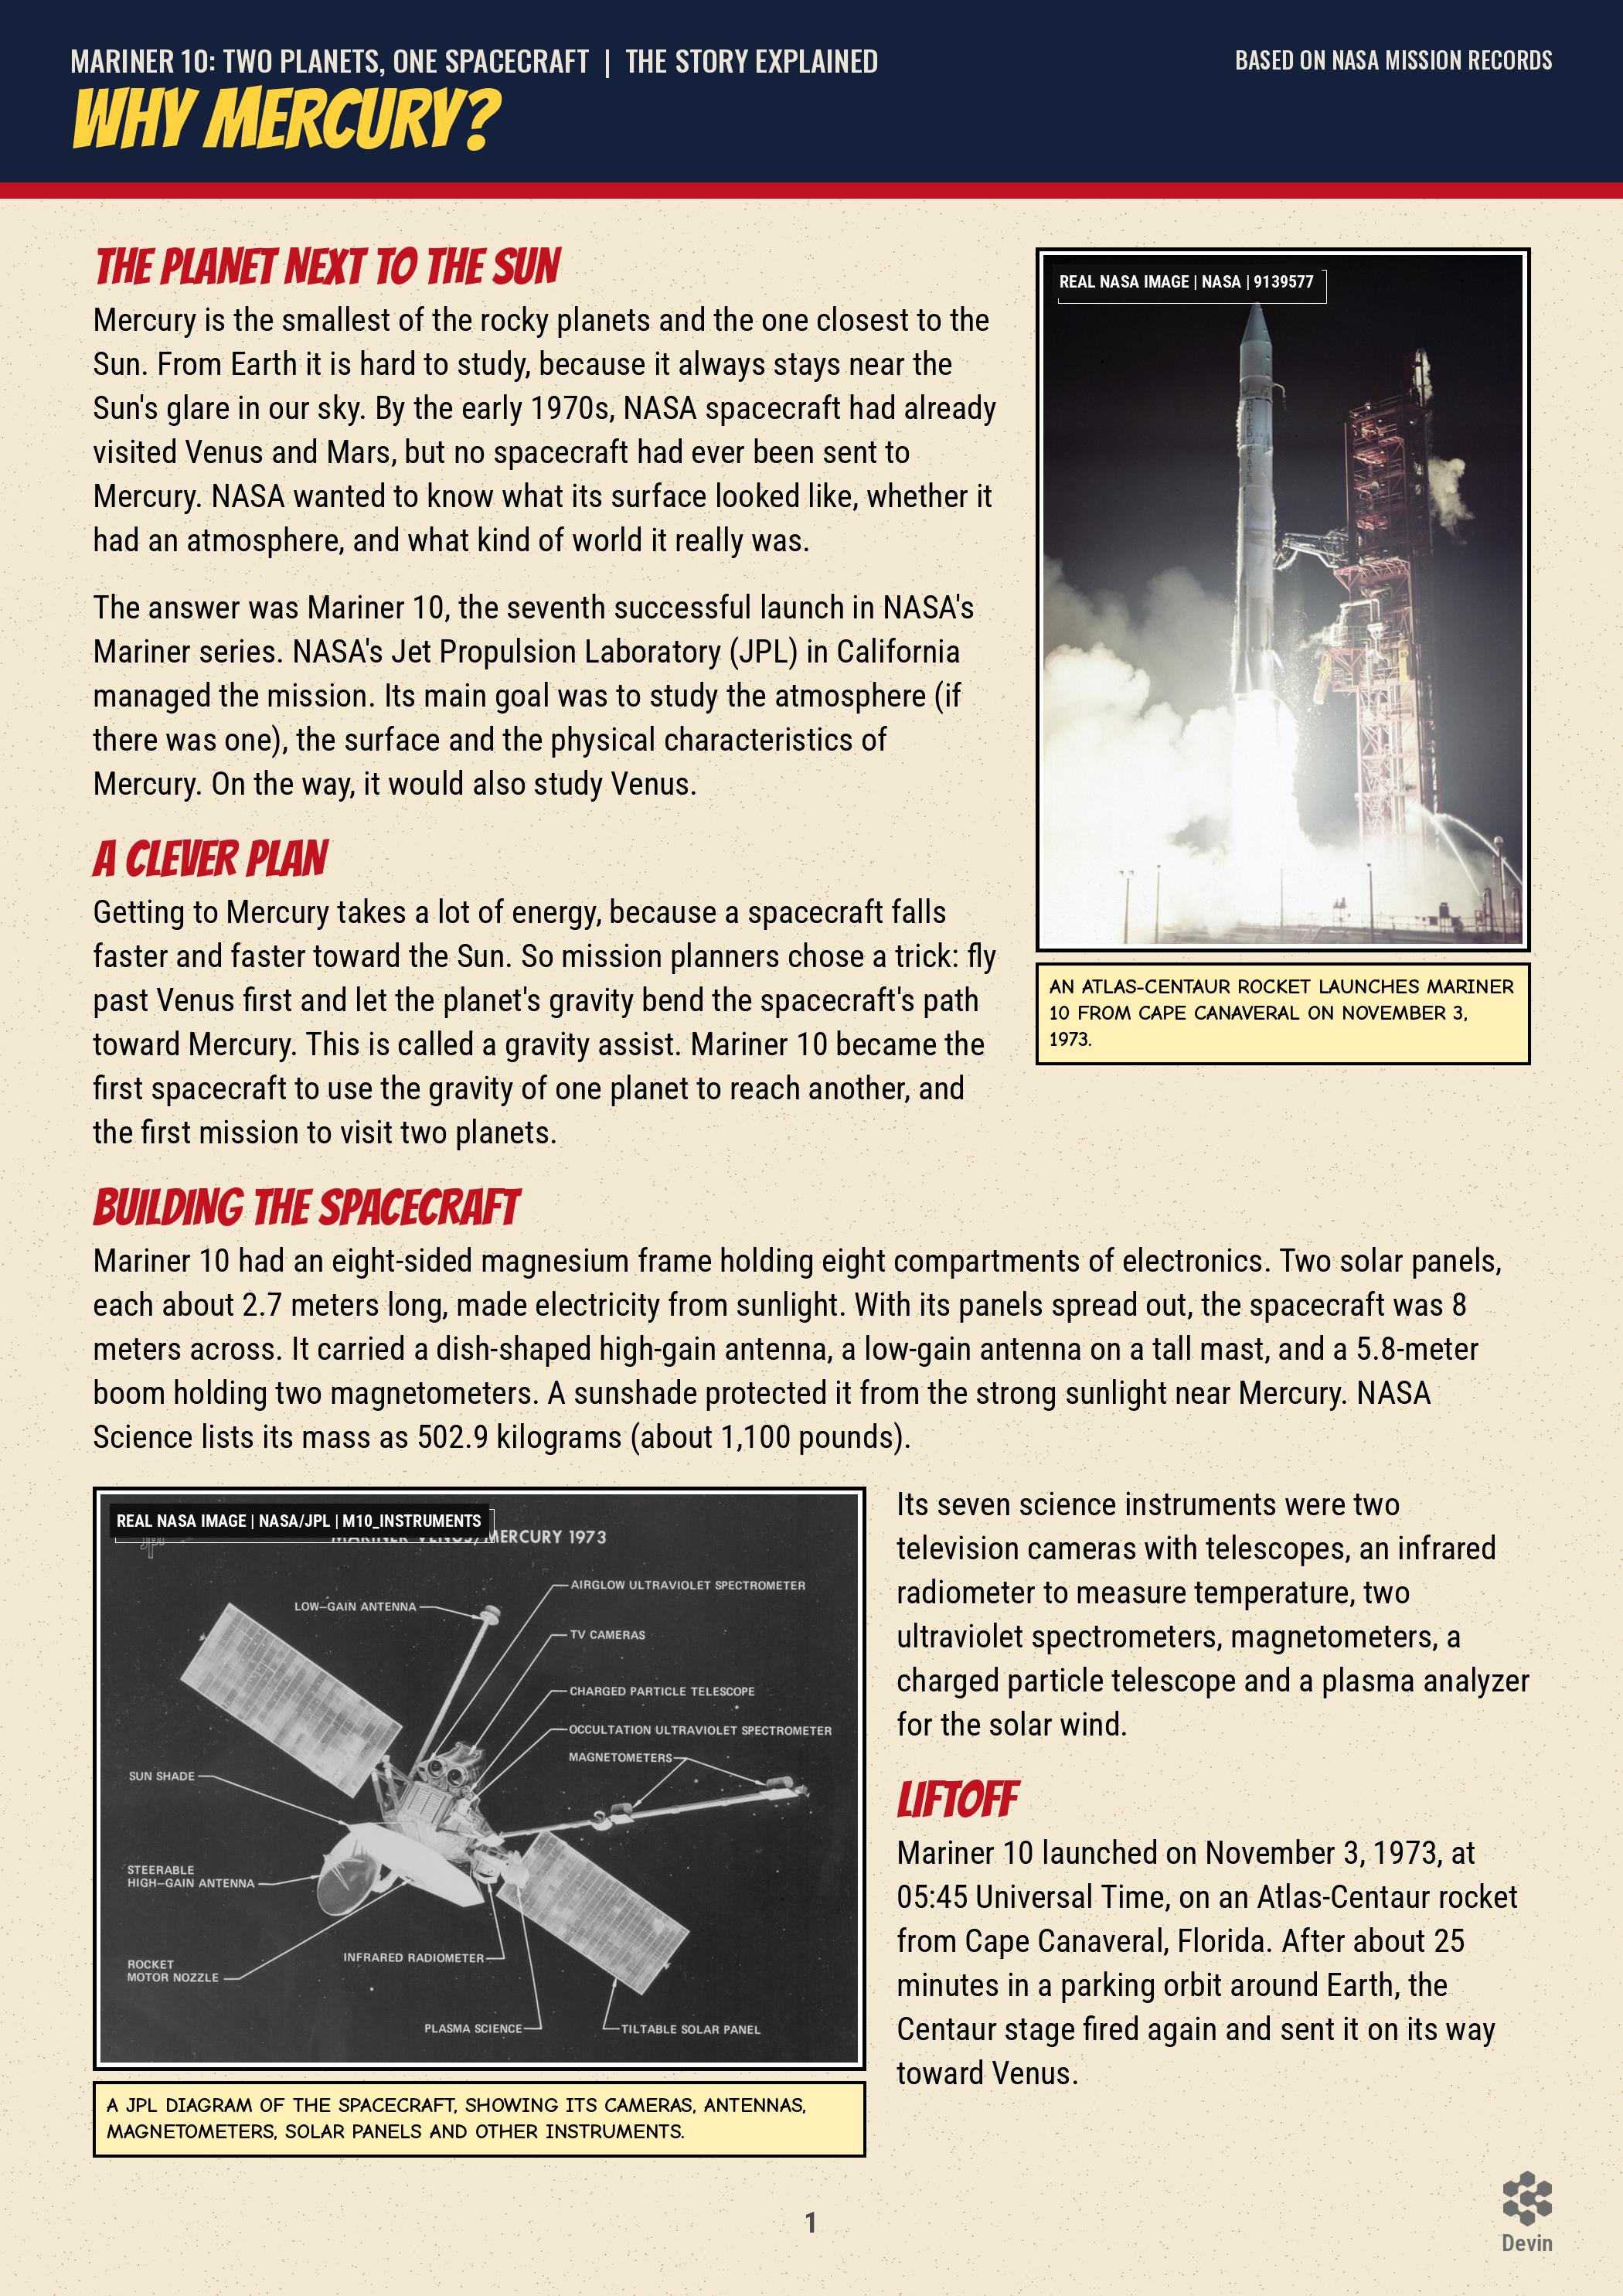 MARINER 10: TWO PLANETS, ONE SPACECRAFT | THE STORY EXPLAINED
BASED ON NASA MISSION RECORDS
WHY MERCURY?
THE PLANET NEXT TO THE SUN
Mercury is the smallest of the rocky planets and the one closest to the
Sun. From Earth it is hard to study, because it always stays near the
Sun's glare in our sky. By the early 1970s, NASA spacecraft had already
visited Venus and Mars, but no spacecraft had ever been sent to
Mercury. NASA wanted to know what its surface looked like, whether it
had an atmosphere, and what kind of world it really was.
The answer was Mariner 10, the seventh successful launch in NASA's
Mariner series. NASA's Jet Propulsion Laboratory (JPL) in California
managed the mission. Its main goal was to study the atmosphere (if
there was one), the surface and the physical characteristics of
Mercury. On the way, it would also study Venus.
A CLEVER PLAN
Getting to Mercury takes a lot of energy, because a spacecraft falls
faster and faster toward the Sun. So mission planners chose a trick: fly
past Venus first and let the planet's gravity bend the spacecraft's path
toward Mercury. This is called a gravity assist. Mariner 10 became the
first spacecraft to use the gravity of one planet to reach another, and
the first mission to visit two planets.
REAL NASA IMAGE | NASA | 9139577
UNITED STATES
AN ATLAS-CENTAUR ROCKET LAUNCHES MARINER
10 FROM CAPE CANAVERAL ON NOVEMBER 3,
1973.
BUILDING THE SPACECRAFT
Mariner 10 had an eight-sided magnesium frame holding eight compartments of electronics. Two solar panels,
each about 2.7 meters long, made electricity from sunlight. With its panels spread out, the spacecraft was 8
meters across. It carried a dish-shaped high-gain antenna, a low-gain antenna on a tall mast, and a 5.8-meter
boom holding two magnetometers. A sunshade protected it from the strong sunlight near Mercury. NASA
Science lists its mass as 502.9 kilograms (about 1,100 pounds).
REAL NASA IMAGE | NASA/JPL | M10_INSTRUMENTS
MARINER VENUS/MERCURY 1973
AIRGLOW ULTRAVIOLET SPECTROMETER
LOW-GAIN ANTENNA
TV CAMERAS
CHARGED PARTICLE TELESCOPE
OCCULTATION ULTRAVIOLET SPECTROMETER
MAGNETOMETERS
SUN SHADE
STEERABLE
HIGH-GAIN ANTENNA
INFRARED RADIOMETER
ROCKET
MOTOR NOZZLE
PLASMA SCIENCE
TILTABLE SOLAR PANEL
A JPL DIAGRAM OF THE SPACECRAFT, SHOWING ITS CAMERAS, ANTENNAS,
MAGNETOMETERS, SOLAR PANELS AND OTHER INSTRUMENTS.
Its seven science instruments were two
television cameras with telescopes, an infrared
radiometer to measure temperature, two
ultraviolet spectrometers, magnetometers, a
charged particle telescope and a plasma analyzer
for the solar wind.
LIFTOFF
Mariner 10 launched on November 3, 1973, at
05:45 Universal Time, on an Atlas-Centaur rocket
from Cape Canaveral, Florida. After about 25
minutes in a parking orbit around Earth, the
Centaur stage fired again and sent it on its way
toward Venus.
1
Devin